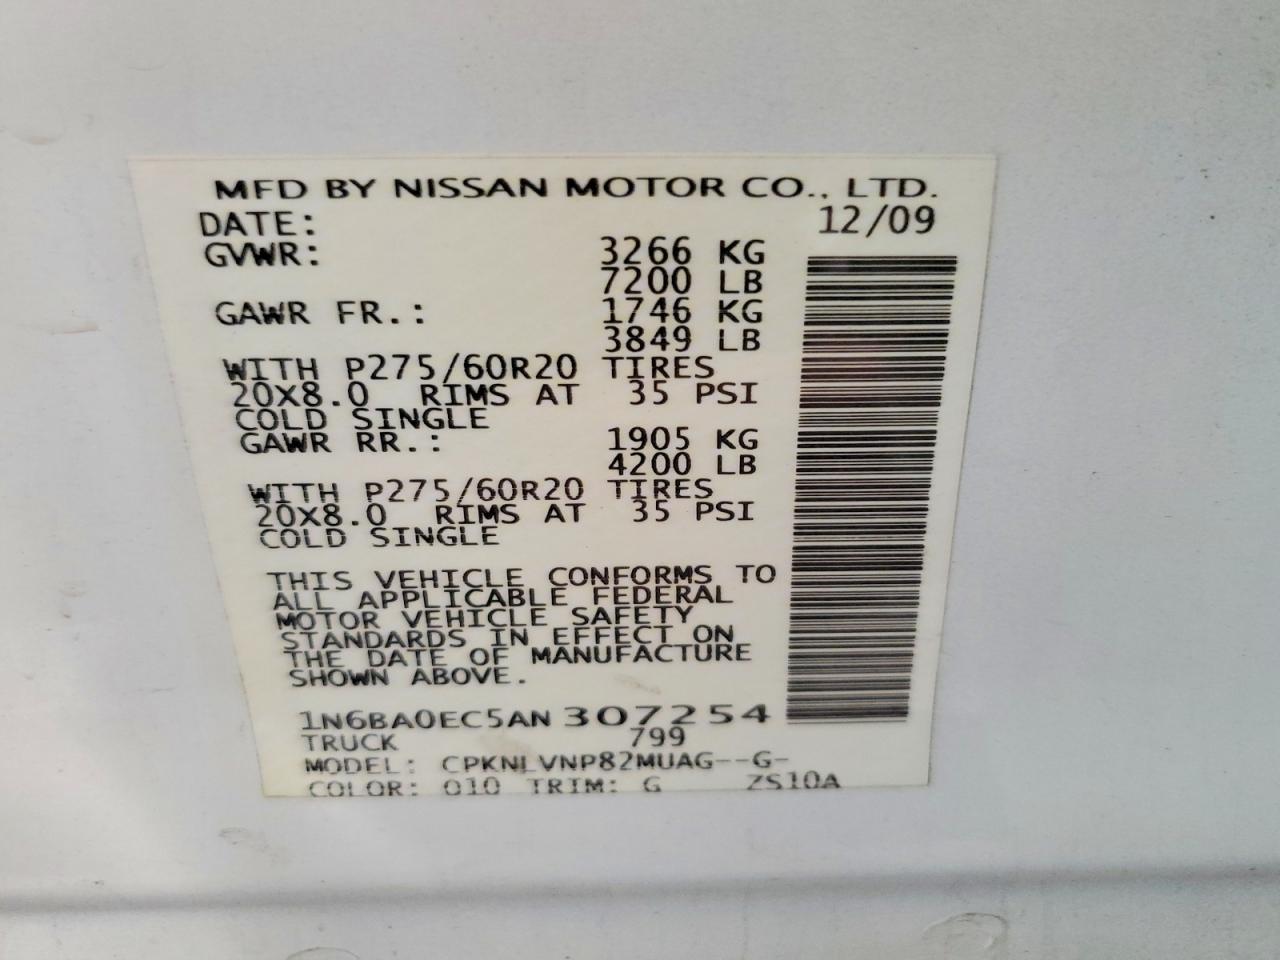 MFD BY NISSAN MOTOR CO., LTD.
DATE: 12/09
GVWR: 3266 KG
7200 LB
GAWR FR.: 1746 KG
3849 LB
WITH P275/60R20 TIRES
20X8.0 RIMS AT 35 PSI
COLD SINGLE
GAWR RR.: 1905 KG
4200 LB
WITH P275/60R20 TIRES
20X8.0 RIMS AT 35 PSI
COLD SINGLE
THIS VEHICLE CONFORMS TO
ALL APPLICABLE FEDERAL
MOTOR VEHICLE SAFETY
STANDARDS IN EFFECT ON
THE DATE OF MANUFACTURE
SHOWN ABOVE.
1N6BA0EC5AN 307254
TRUCK 799
MODEL: CPKNLVNP82MUAG--G-
COLOR: 010 TRIM: G ZS10A